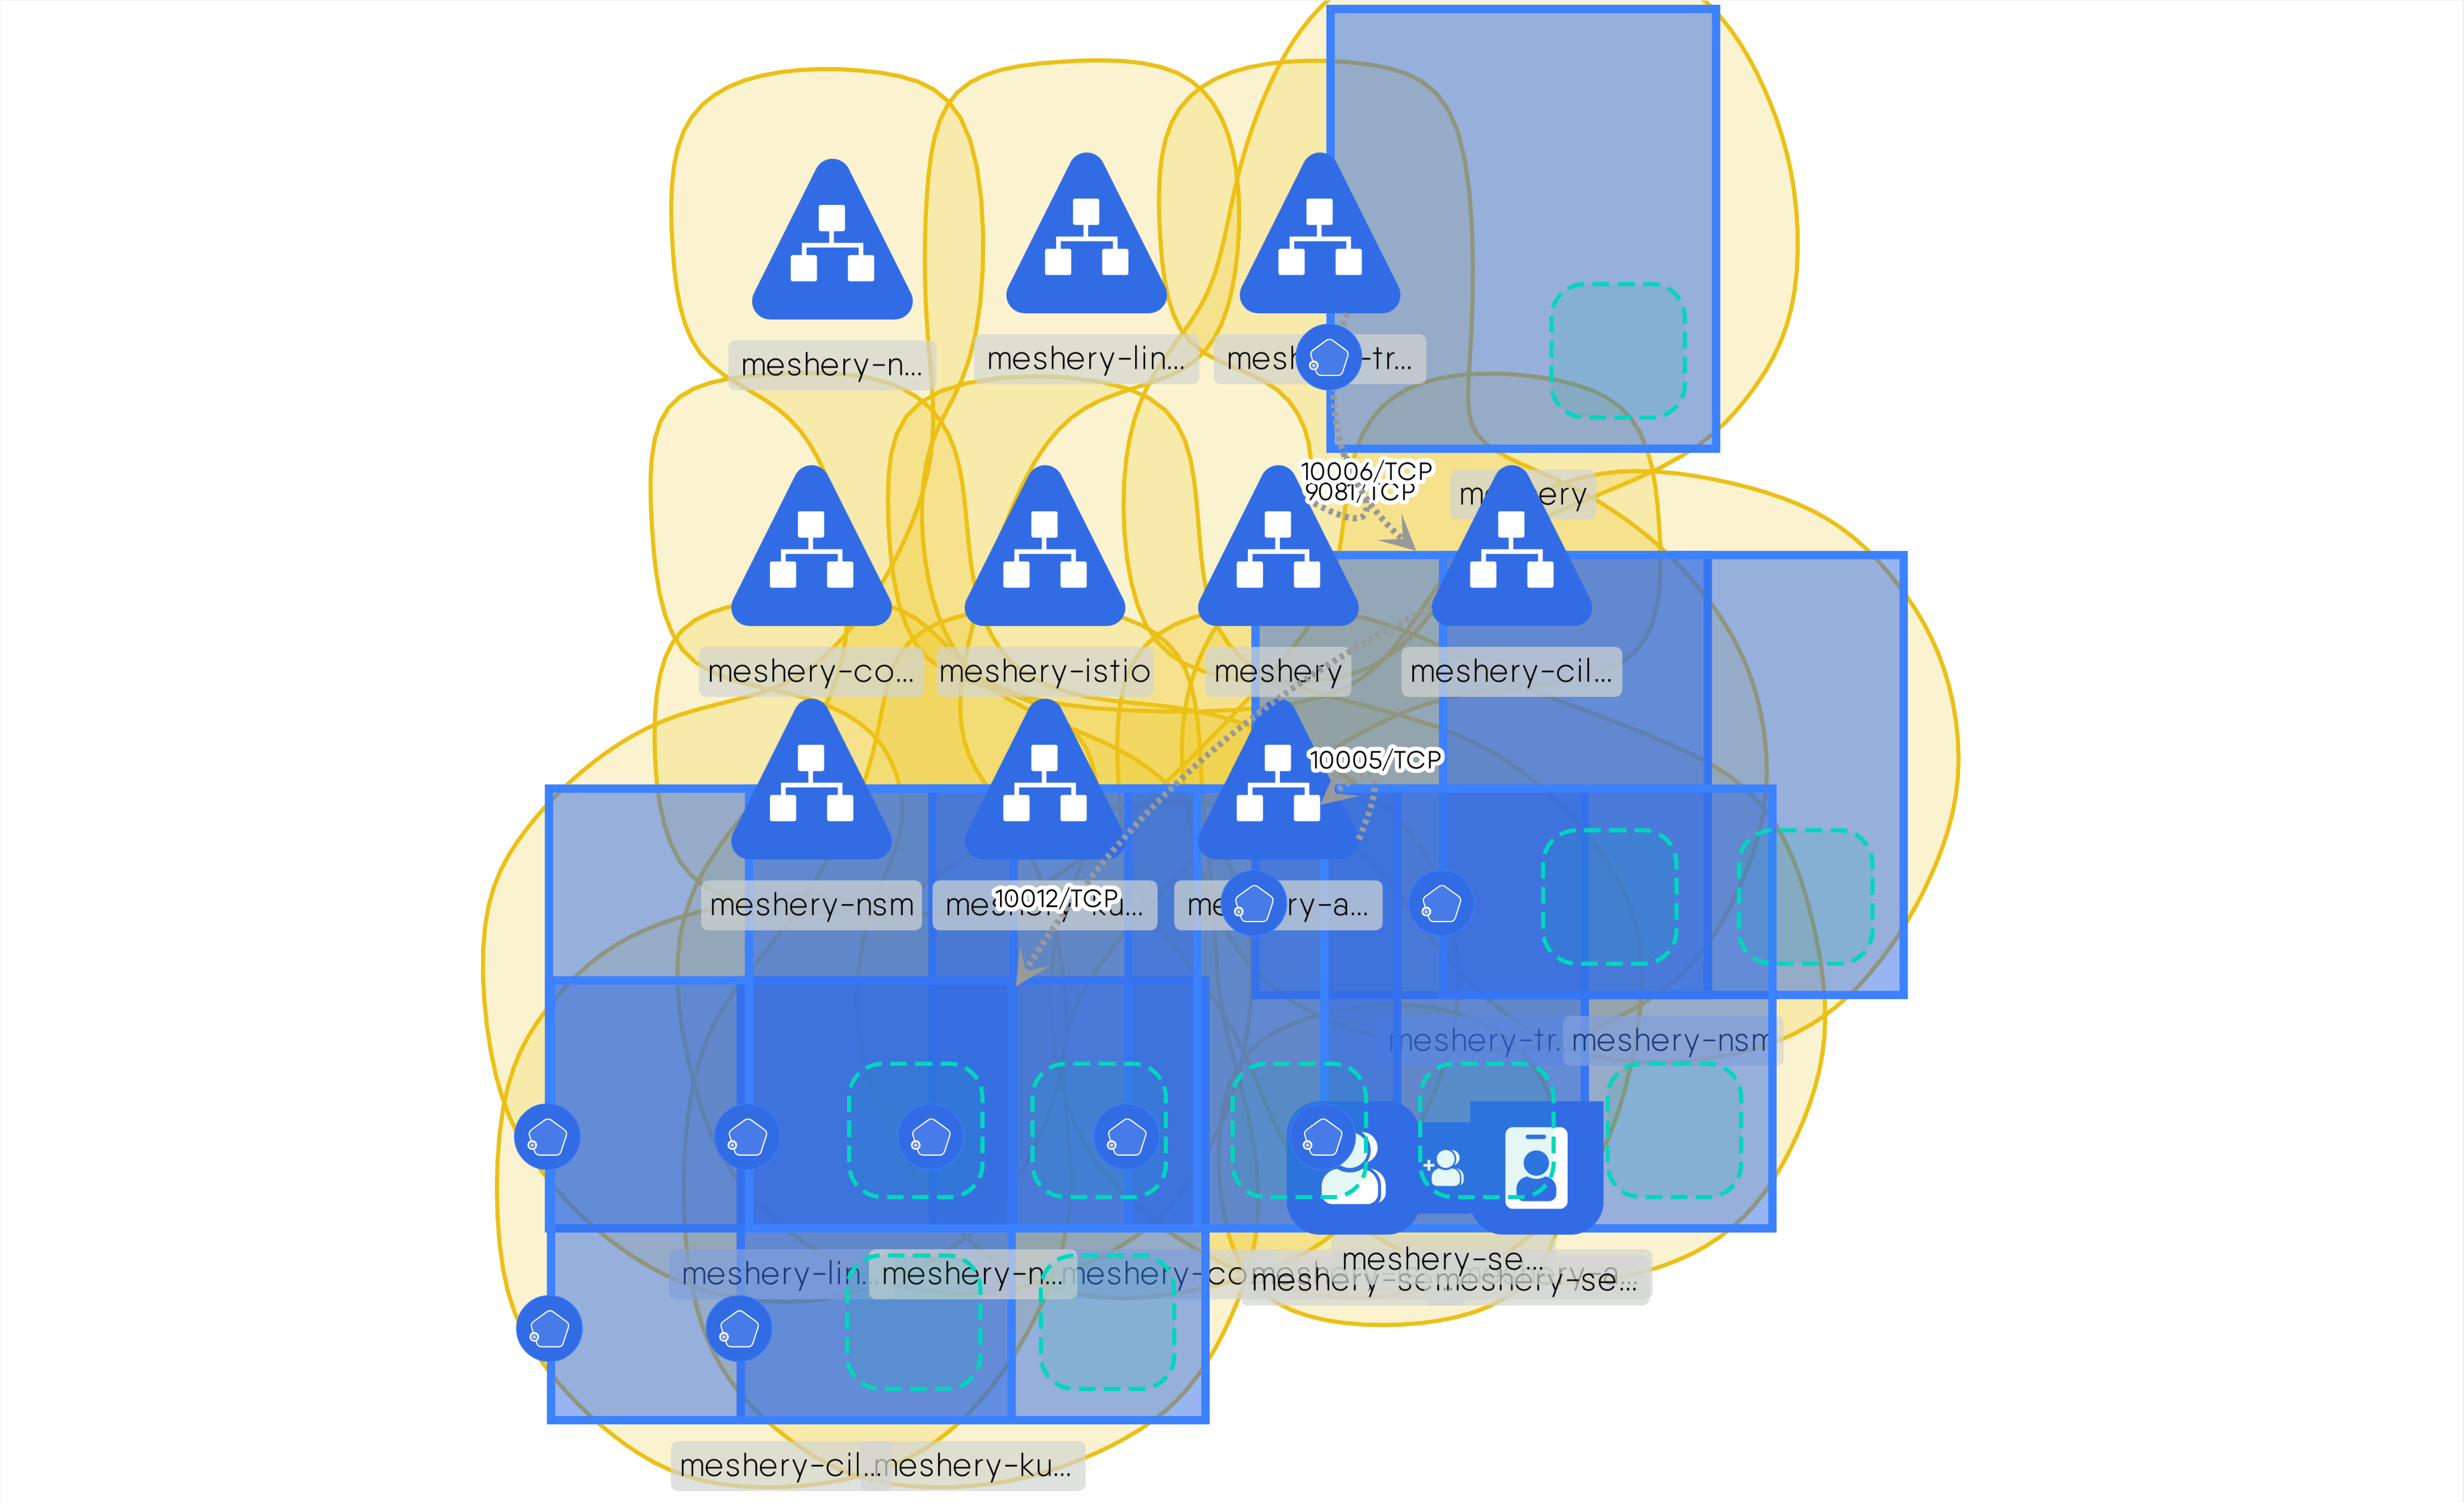 meshery-n...
meshery-lin...
mesh -tr...
10006/TCP
9081/TCP
me ery
meshery-co...
meshery-istio
meshery
meshery-cil...
10005/TCP
meshery-nsm
10012/TCP
ku...
me ry-a...
meshery-tr...
meshery-nsm
meshery-lin...
meshery-n...
meshery-co
meshery-se...
meshery-se
meshery-se...
meshery-cil...
meshery-ku...